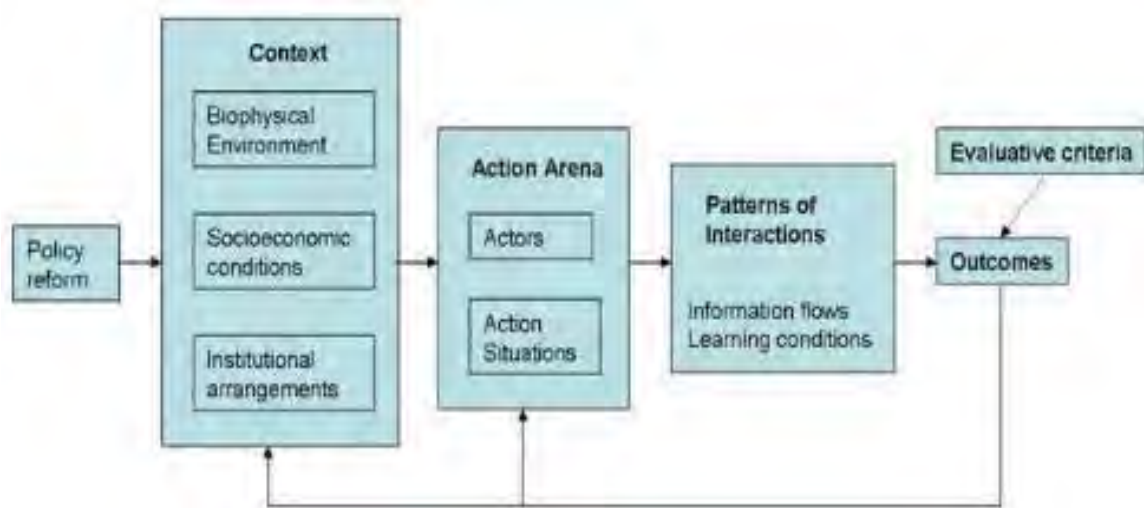 Policy
reform
Context
Biophysical
Environment
Socioeconomic
conditions
Institutional
arrangements
Action Arena
Actors
Action
Situations
Patterns of
Interactions
Information flows
Learning conditions
Evaluative criteria
Outcomes